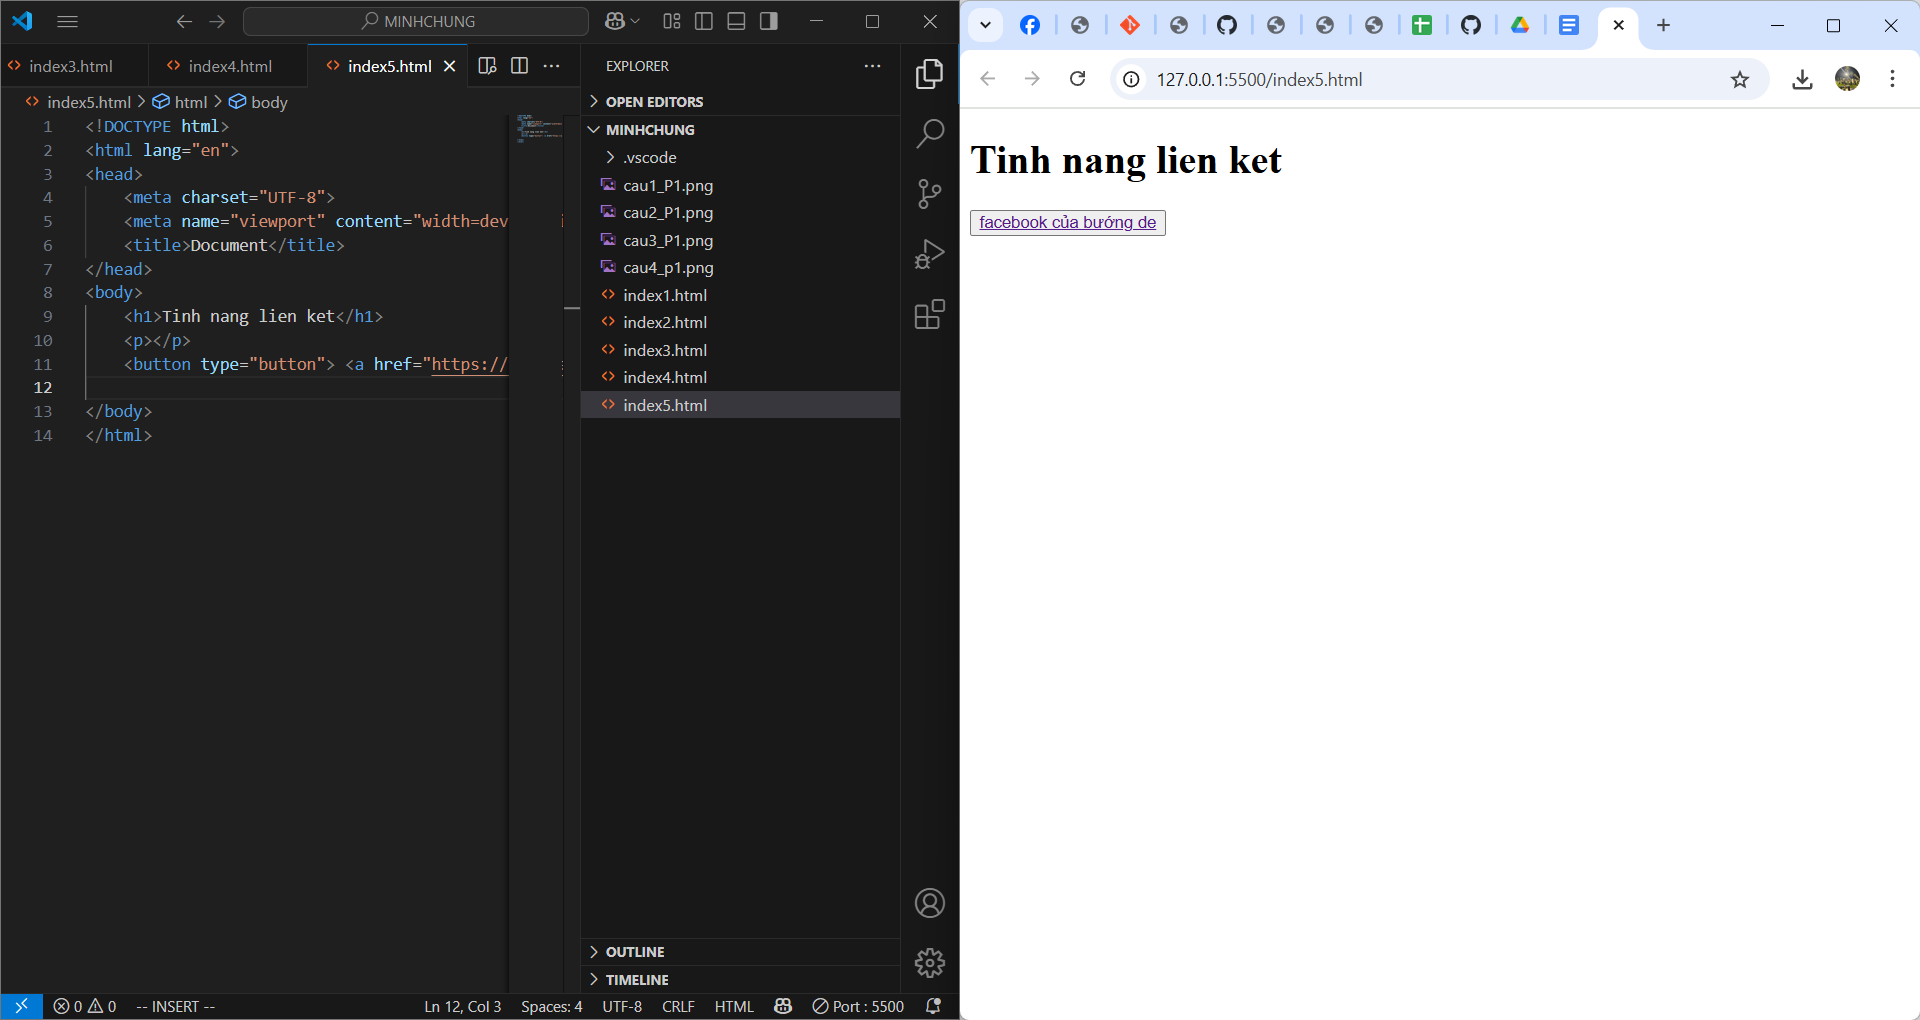 MINHCHUNG
index3.html
index4.html
index5.html
index5.html > html > body
1 <!DOCTYPE html>
2 <html lang="en">
3 <head>
4 <meta charset="UTF-8">
5 <meta name="viewport" content="width=dev
6 <title>Document</title>
7 </head>
8 <body>
9 <h1>Tinh nang lien ket</h1>
10 <p></p>
11 <button type="button"> <a href="https://
12
13 </body>
14 </html>
EXPLORER
OPEN EDITORS
MINHCHUNG
.vscode
cau1_P1.png
cau2_P1.png
cau3_P1.png
cau4_p1.png
index1.html
index2.html
index3.html
index4.html
index5.html
OUTLINE
TIMELINE
0 0 -- INSERT -- Ln 12, Col 3 Spaces: 4 UTF-8 CRLF HTML Port : 5500
127.0.0.1:5500/index5.html
Tinh nang lien ket
facebook của bướng de